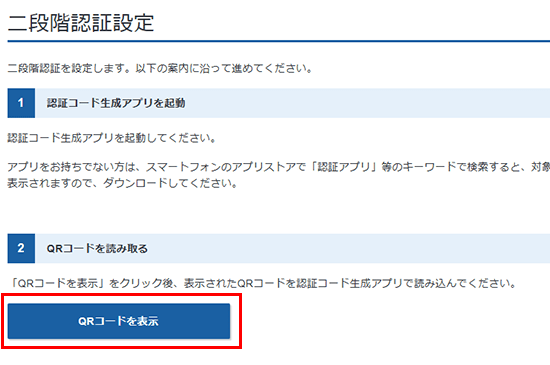 二段階認証設定
二段階認証を設定します。以下の案内に沿って進めてください。
1 認証コード生成アプリを起動
認証コード生成アプリを起動してください。
アプリをお持ちでない方は、スマートフォンのアプリストアで「認証アプリ」等のキーワードで検索すると、対象
表示されますので、ダウンロードしてください。
2 QRコードを読み取る
「QRコードを表示」をクリック後、表示されたQRコードを認証コード生成アプリで読み込んでください。
QRコードを表示